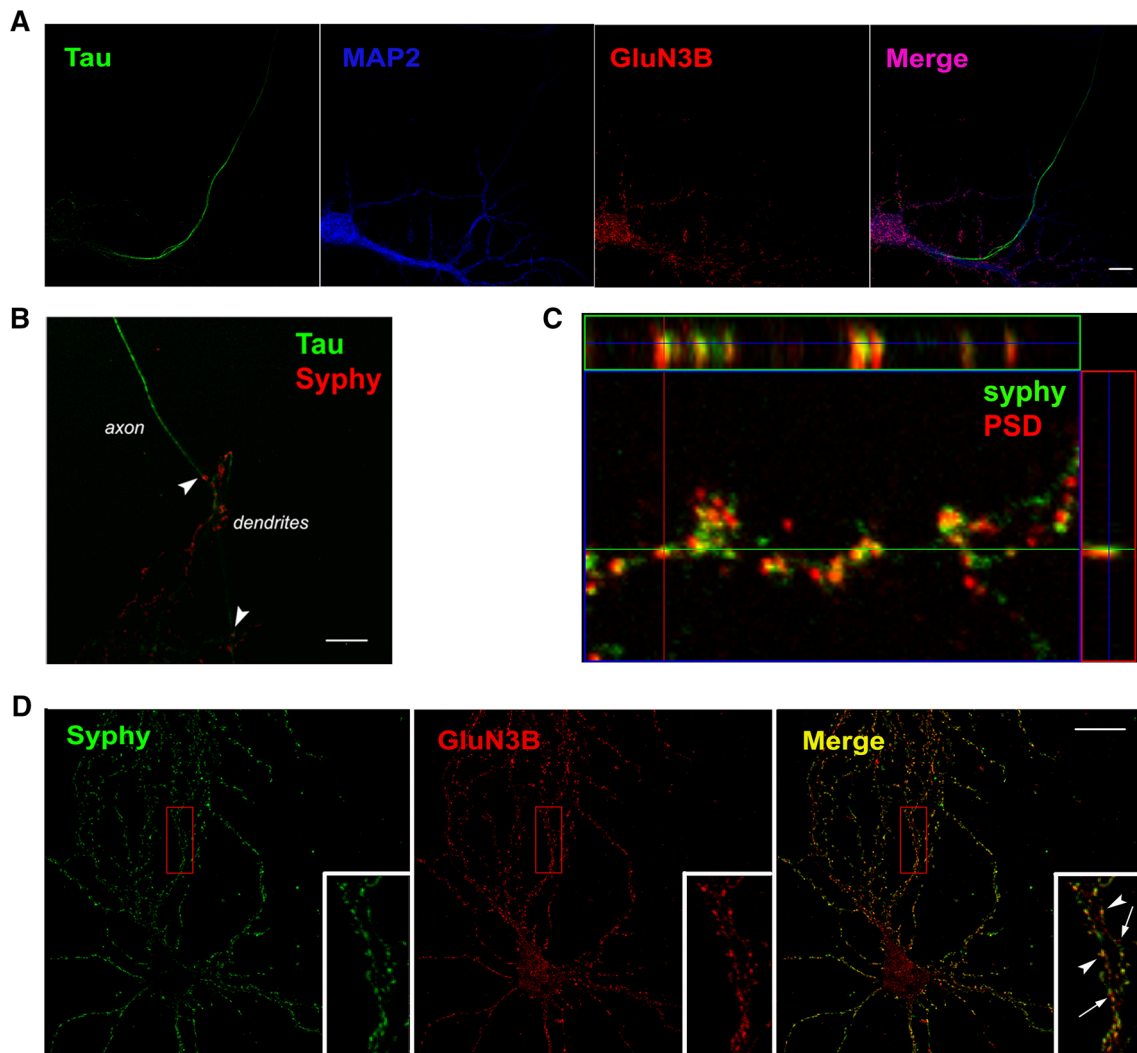 A
Tau
MAP2
GluN3B
Merge
B
Tau
Syphy
axon
dendrites
C
syphy
PSD
D
Syphy
GluN3B
Merge